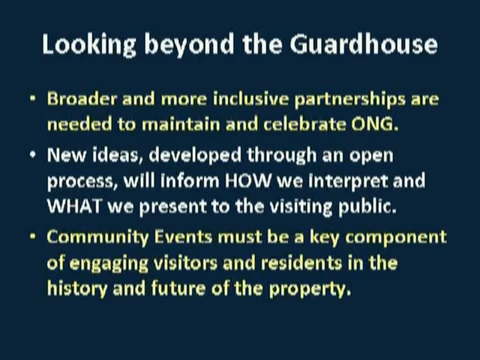 Looking beyond the Guardhouse
• Broader and more inclusive partnerships are
needed to maintain and celebrate ONG.
• New ideas, developed through an open
process, will inform HOW we interpret and
WHAT we present to the visiting public.
• Community Events must be a key component
of engaging visitors and residents in the
history and future of the property.